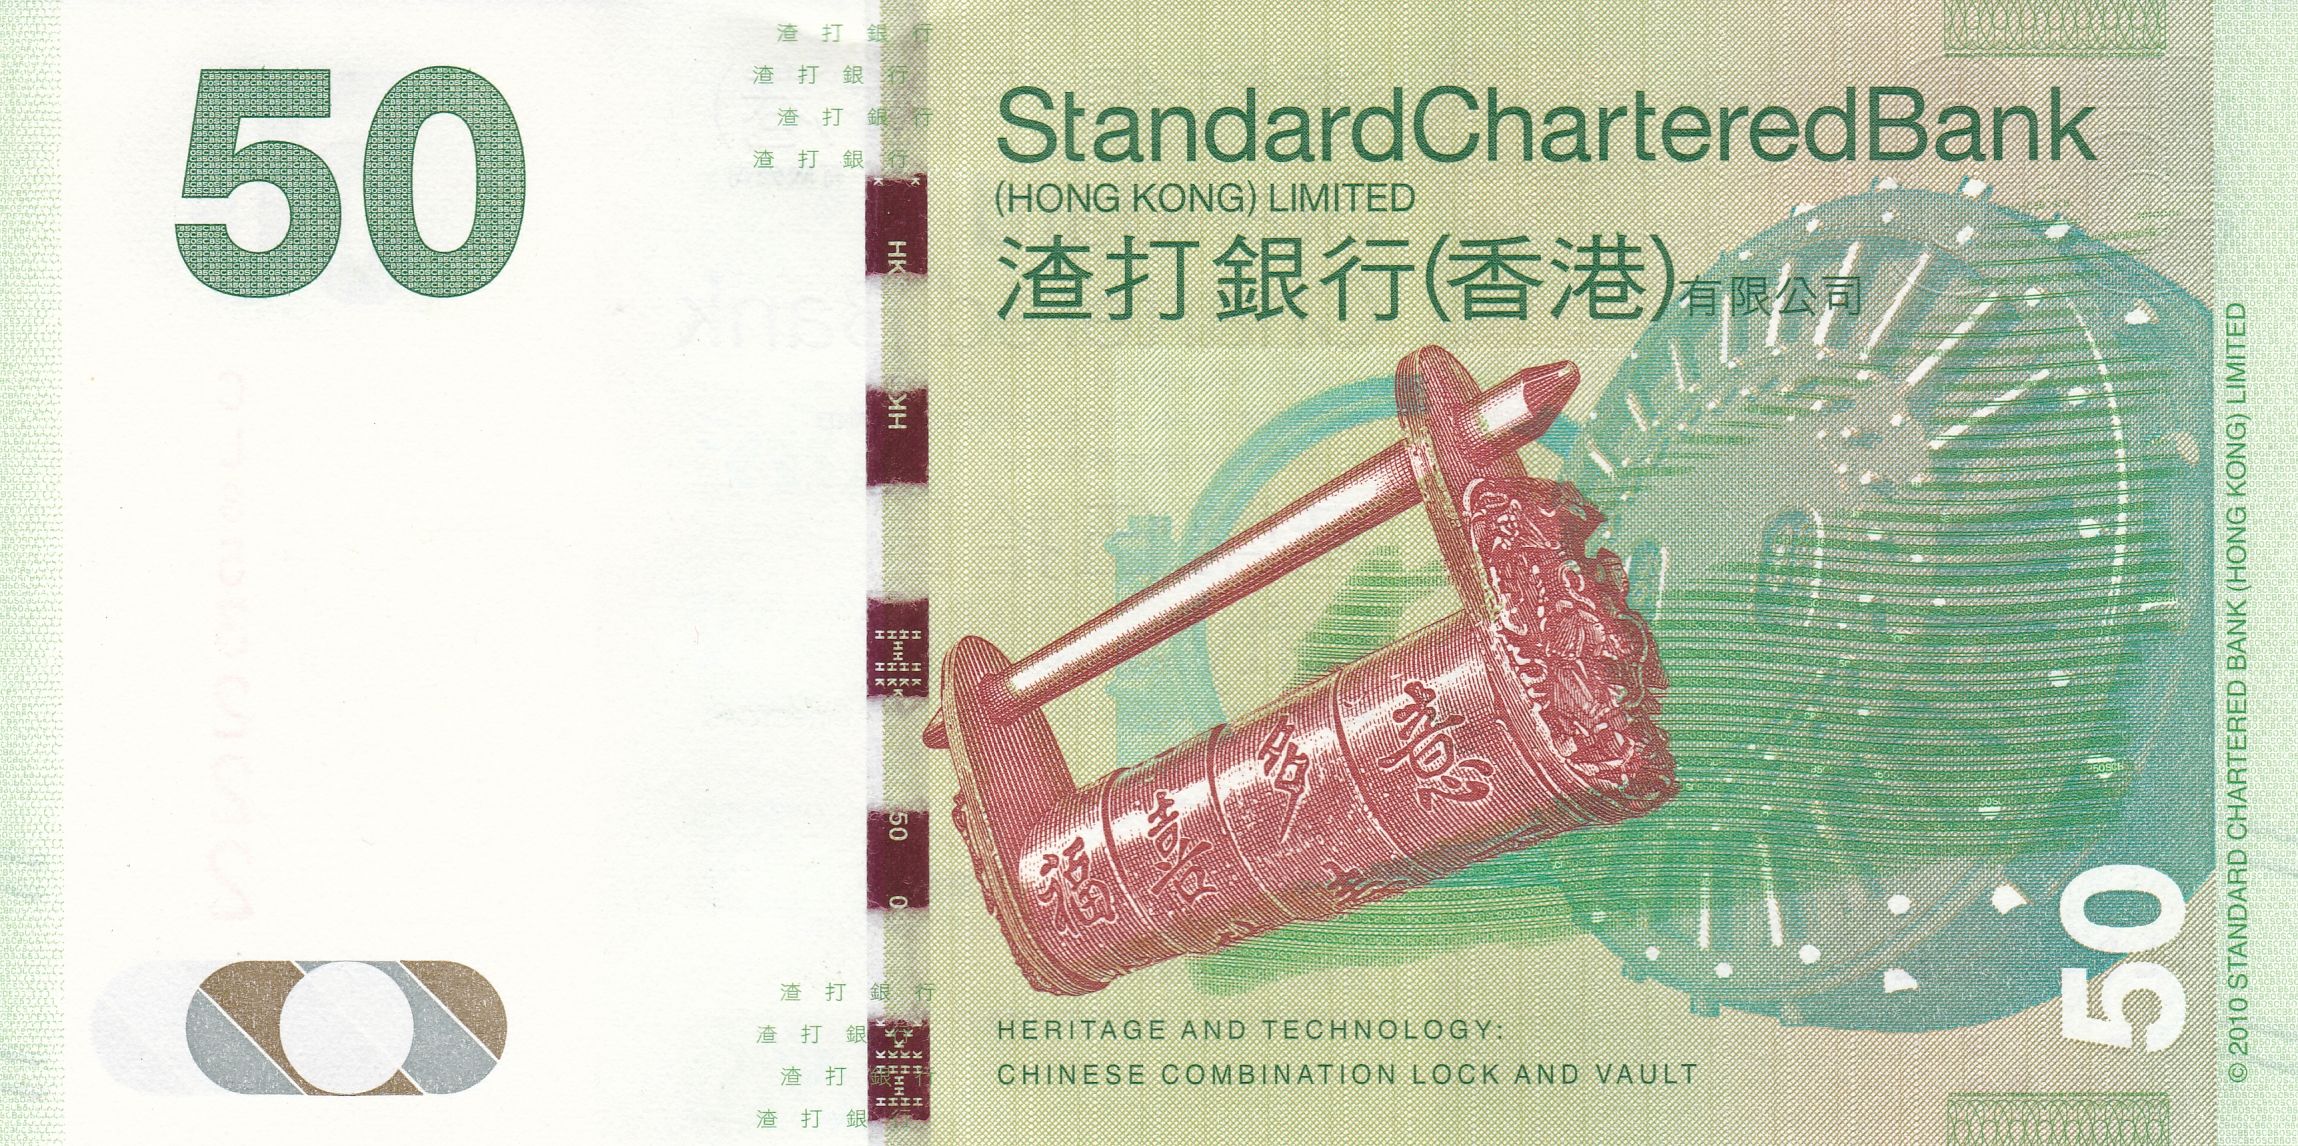 50
渣 打 銀 行
渣 打 銀 行
渣 打 銀 行
渣 打 銀 行
StandardCharteredBank
(HONG KONG) LIMITED
渣打銀行(香港)有限公司
HK
HK
50
渣 打 銀 行
渣 打 銀 行
渣 打 銀 行
渣 打 銀 行
福
HERITAGE AND TECHNOLOGY:
CHINESE COMBINATION LOCK AND VAULT
50
© 2010 STANDARD CHARTERED BANK (HONG KONG) LIMITED